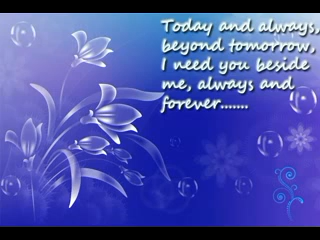 Today and always,
beyond tomorrow,
I need you beside
me, always and
forever.......